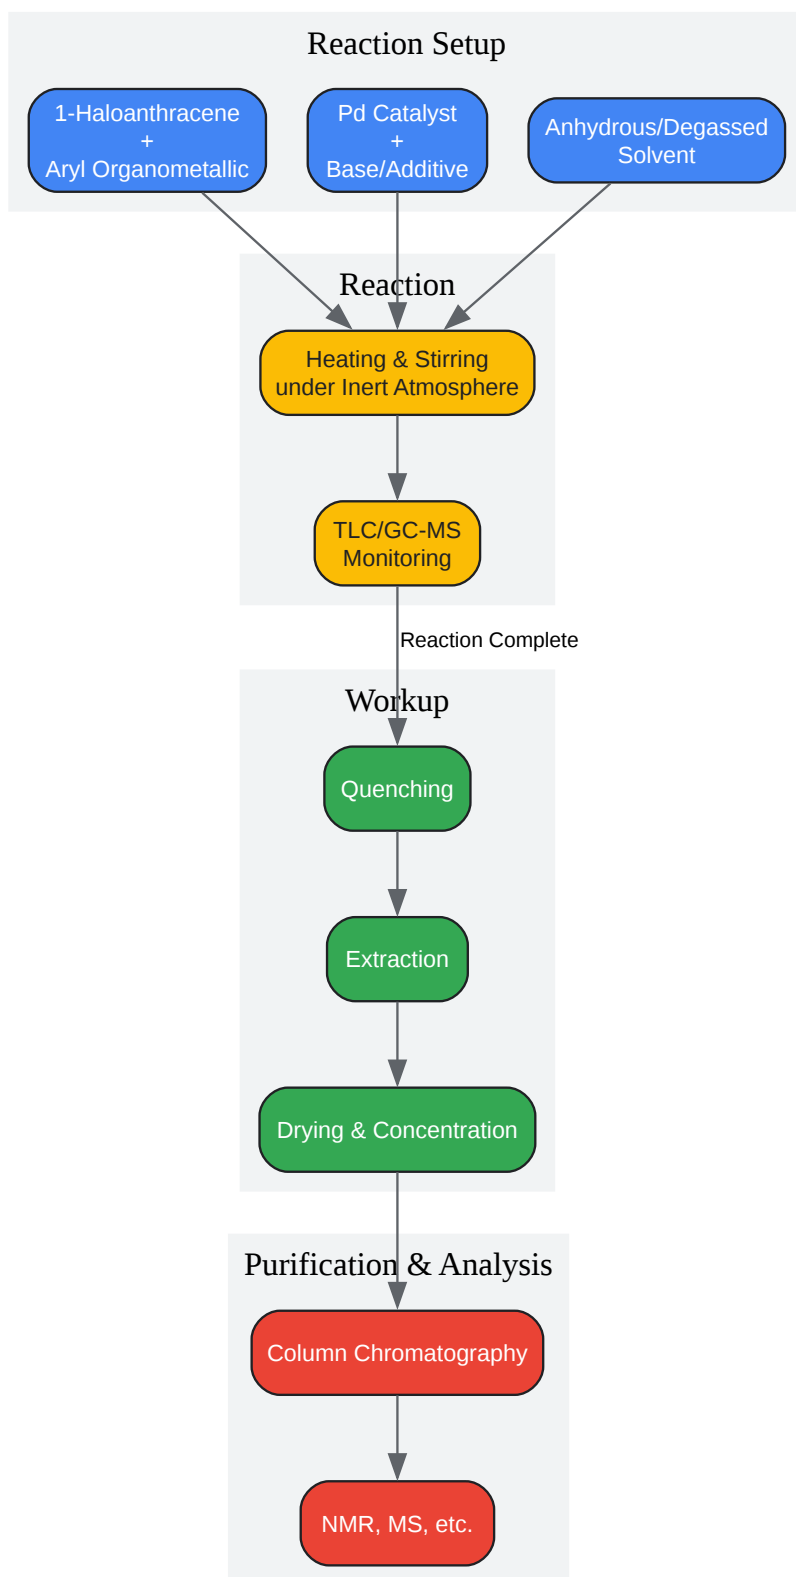 Reaction Setup
1-Haloanthracene
+
Aryl Organometallic
Pd Catalyst
+
Base/Additive
Anhydrous/Degassed
Solvent
Reaction
Heating & Stirring
under Inert Atmosphere
TLC/GC-MS
Monitoring
Reaction Complete
Workup
Quenching
Extraction
Drying & Concentration
Purification & Analysis
Column Chromatography
NMR, MS, etc.